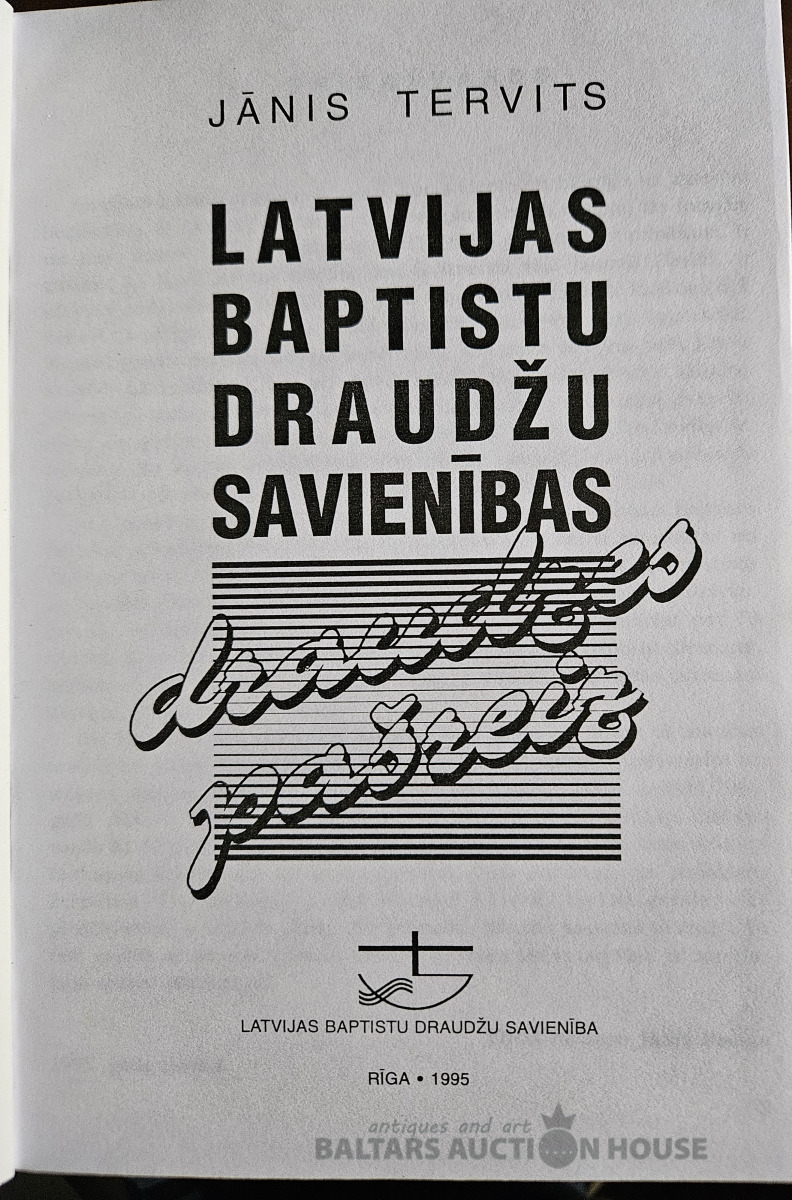 JĀNIS TERVITS
LATVIJAS
BAPTISTU
DRAUDŽU
SAVIENĪBAS
draudzes
pašreiz
LATVIJAS BAPTISTU DRAUDŽU SAVIENĪBA
RĪGA • 1995
antiques and art
BALTARS AUCTION HOUSE